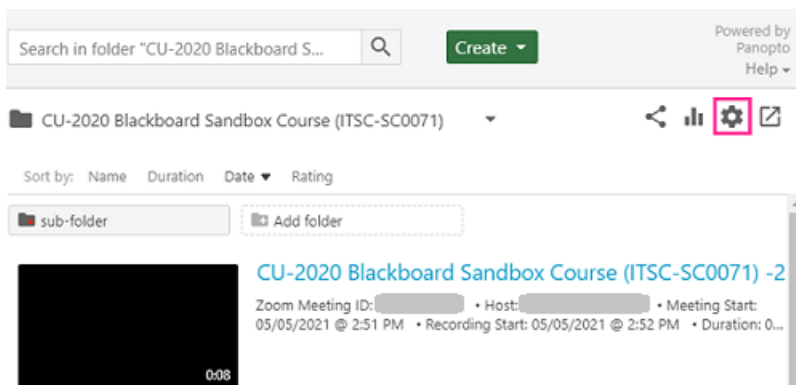 Search in folder "CU-2020 Blackboard S...
Create
Powered by
Panopto
Help
CU-2020 Blackboard Sandbox Course (ITSC-SC0071)
Sort by: Name Duration Date Rating
sub-folder
Add folder
CU-2020 Blackboard Sandbox Course (ITSC-SC0071) -2
Zoom Meeting ID: • Host: • Meeting Start:
05/05/2021 @ 2:51 PM • Recording Start: 05/05/2021 @ 2:52 PM • Duration: 0...
0:08